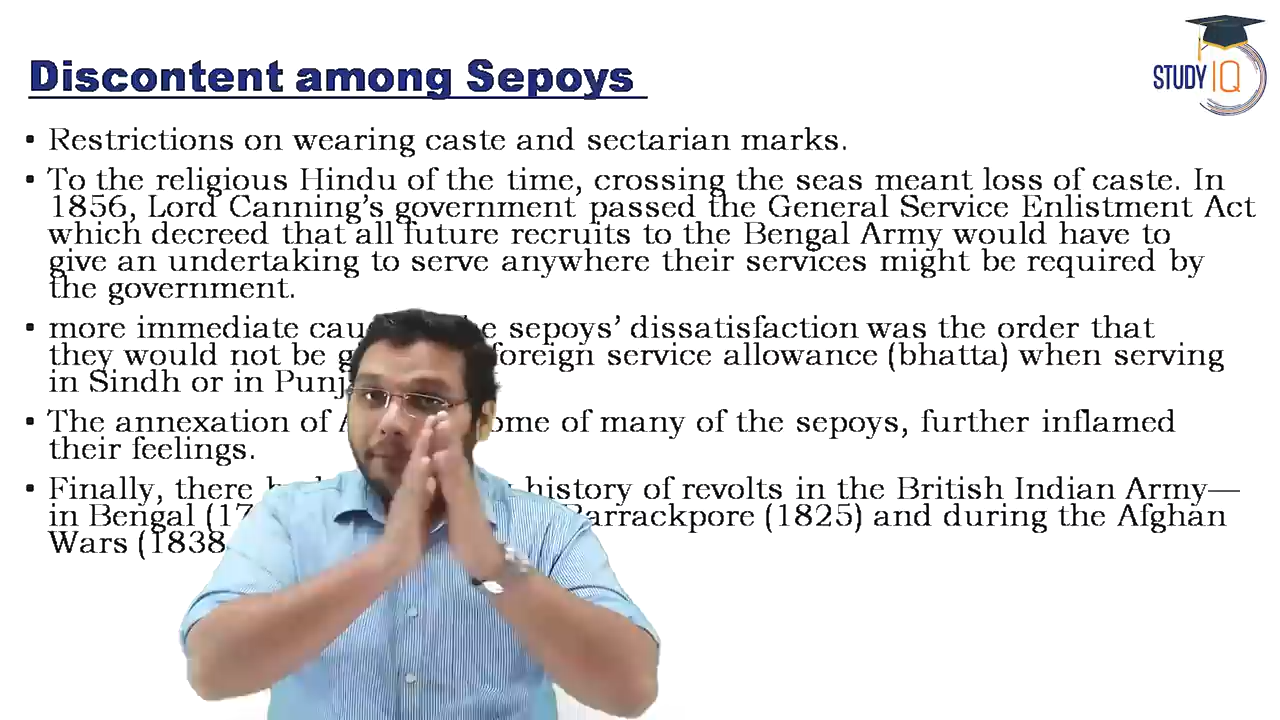 Discontent among Sepoys
STUDY IQ
▪ Restrictions on wearing caste and sectarian marks.
▪ To the religious Hindu of the time, crossing the seas meant loss of caste. In
1856, Lord Canning’s government passed the General Service Enlistment Act
which decreed that all future recruits to the Bengal Army would have to
give an undertaking to serve anywhere their services might be required by
the government.
▪ more immediate sepoys’ dissatisfaction was the order that
they would not be foreign service allowance (bhatta) when serving
in Sindh or in
▪ The annexation of of many of the sepoys, further inflamed
their feelings.
▪ Finally, there history of revolts in the British Indian Army—
in Bengal Barrackpore (1825) and during the Afghan
Wars (1838